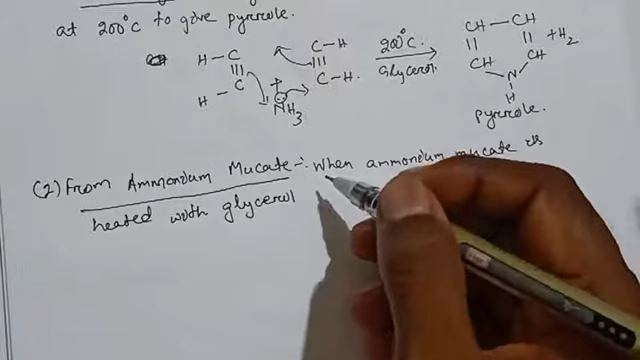 at 200°C to give pyrrole.
H-C C-H 200°C. CH-CH
||| ||| Glycerol. || || +H2
H-C + C-H. CH CH
NH3 N
H
pyrrole.
(2) From Ammonium Mucate-: When ammonium mucate is
heated with glycerol